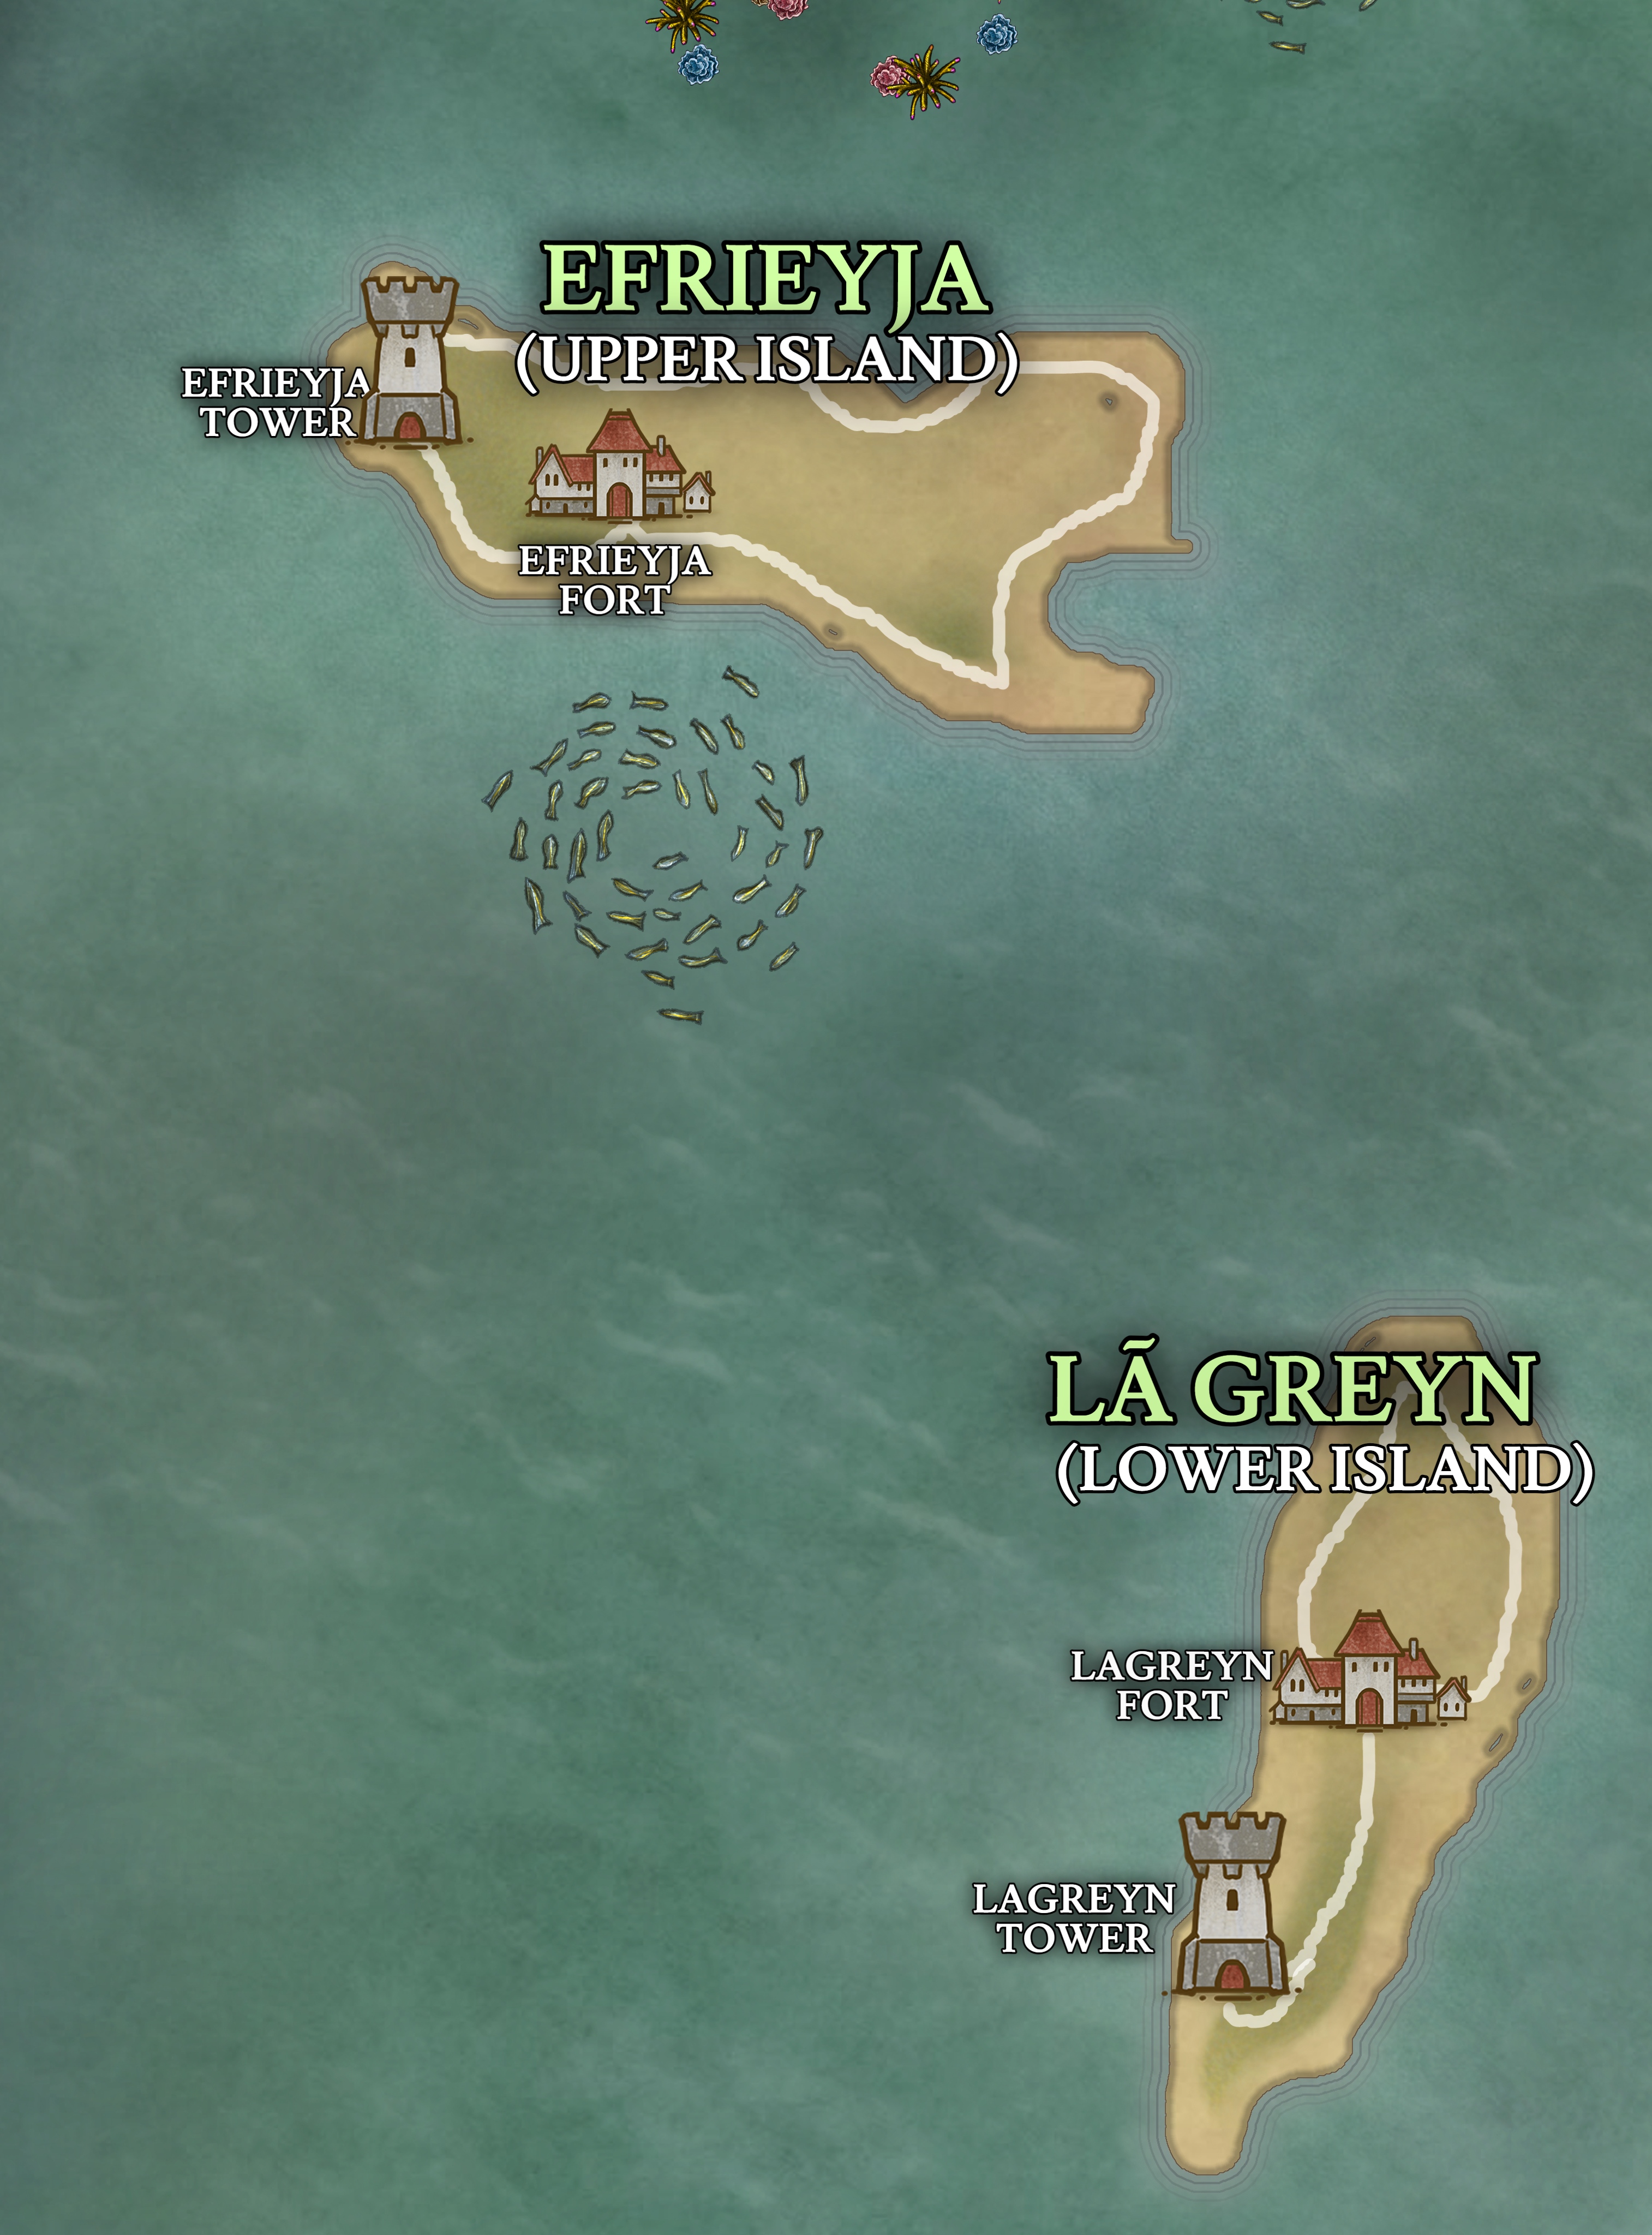 EFRIEYJA
(UPPER ISLAND)
EFRIEYJA
TOWER
EFRIEYJA
FORT
LÃ GREYN
(LOWER ISLAND)
LAGREYN
FORT
LAGREYN
TOWER